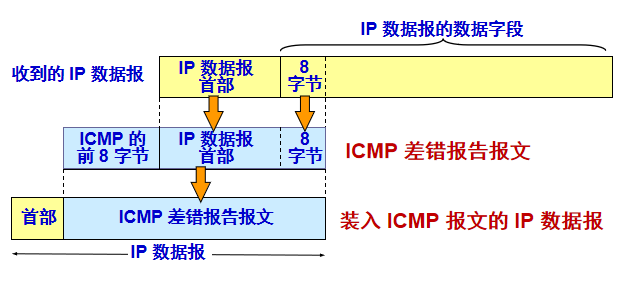 IP 数据报的数据字段
收到的 IP 数据报
IP 数据报
首部
8
字节
ICMP 的
前 8 字节
IP 数据报
首部
8
字节
ICMP 差错报告报文
首部
ICMP 差错报告报文
装入 ICMP 报文的 IP 数据报
IP 数据报